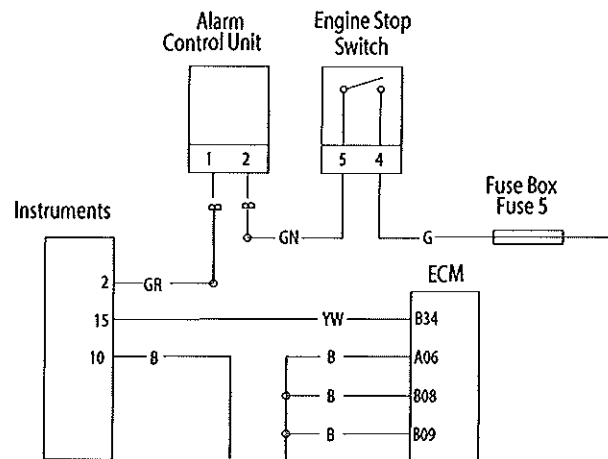 Alarm
Control Unit
Engine Stop
Switch
1 2
5 4
B B
Fuse Box
Fuse 5
Instruments
GN
G
ECM
2 GR
15 YW B34
10 B B A06
B B08
B B09